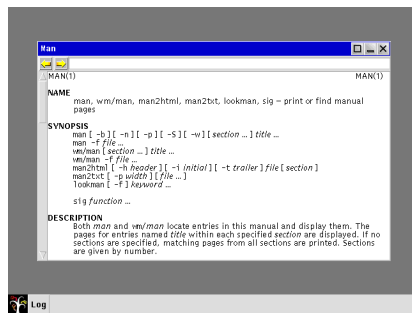 Man
MAN(1) MAN(1)
NAME
man, wm/man, man2html, man2txt, lookman, sig – print or find manual
pages
SYNOPSIS
man [ -b ] [ -n ] [ -p ] [ -S ] [ -w ] [ section ... ] title ...
man -f file ...
wm/man [ section ... ] title ...
wm/man -f file ...
man2html [ -h header ] [ -i initial ] [ -t trailer ] file [ section ]
man2txt [ -p width ] [ file ... ]
lookman [ -f ] keyword ...
sig function ...
DESCRIPTION
Both man and wm/man locate entries in this manual and display them. The
pages for entries named title within each specified section are displayed. If no
sections are specified, matching pages from all sections are printed. Sections
are given by number.
Log